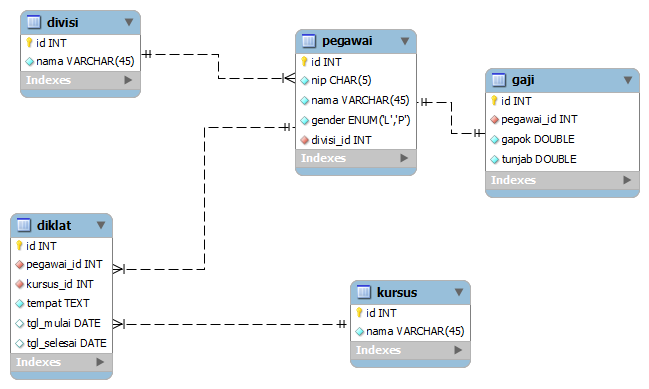 divisi
id INT
nama VARCHAR(45)
Indexes
pegawai
id INT
nip CHAR(5)
nama VARCHAR(45)
gender ENUM('L','P')
divisi_id INT
Indexes
gaji
id INT
pegawai_id INT
gapok DOUBLE
tunjab DOUBLE
Indexes
diklat
id INT
pegawai_id INT
kursus_id INT
tempat TEXT
tgl_mulai DATE
tgl_selesai DATE
Indexes
kursus
id INT
nama VARCHAR(45)
Indexes